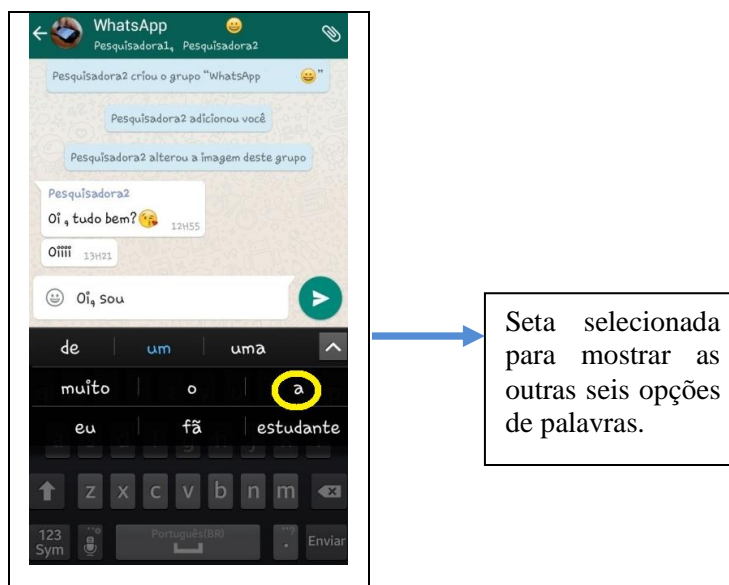 WhatsApp 😀
Pesquisadora1, Pesquisadora2
Pesquisadora2 criou o grupo "WhatsApp 😀"
Pesquisadora2 adicionou você
Pesquisadora2 alterou a imagem deste grupo
Pesquisadora2
Oi, tudo bem?😘 12H55
Oiiii 13H21
Oi, sou
de um uma
muito o a
eu fã estudante
z x c v b n m
123 Português(BR) .
Sym Enviar
Seta selecionada
para mostrar as
outras seis opções
de palavras.